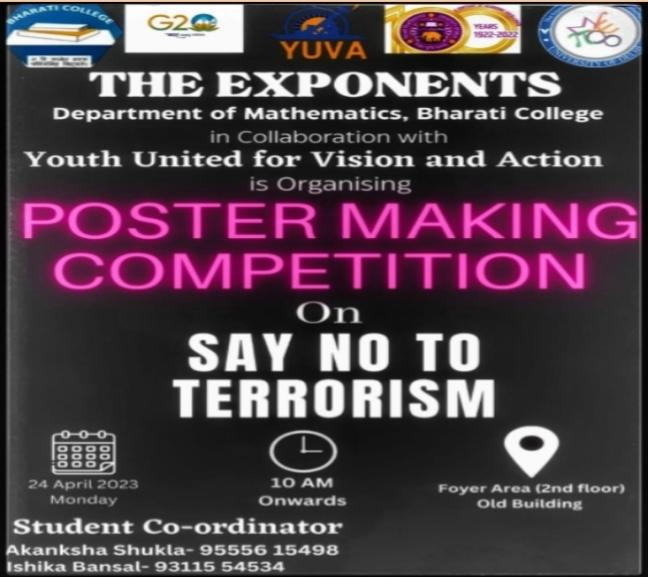 BHARATI COLLEGE
G20
YUVA
YEARS
1922-2022
THE EXPONENTS
Department of Mathematics, Bharati College
in Collaboration with
Youth United for Vision and Action
is Organising
POSTER MAKING
COMPETITION
On
SAY NO TO
TERRORISM
24 April 2023
Monday
10 AM
Onwards
Foyer Area (2nd floor)
Old Building
Student Co-ordinator
Akanksha Shukla- 95556 15498
Ishika Bansal- 93115 54534